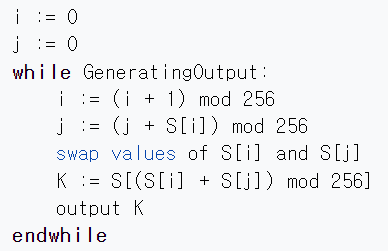 i := 0
j := 0
while GeneratingOutput:
    i := (i + 1) mod 256
    j := (j + S[i]) mod 256
    swap values of S[i] and S[j]
    K := S[(S[i] + S[j]) mod 256]
    output K
endwhile